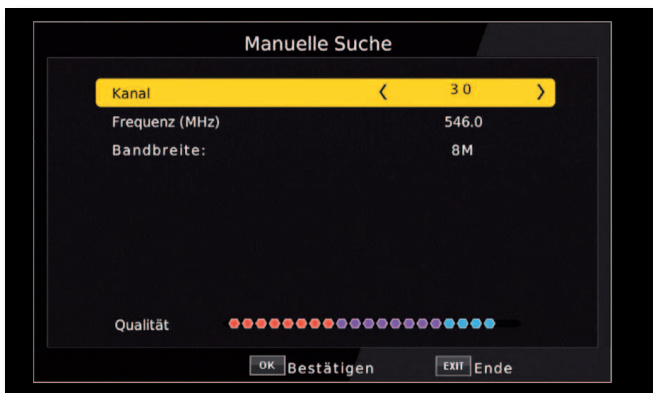 Manuelle Suche
Kanal 30
Frequenz (MHz) 546.0
Bandbreite: 8M
Qualität
OK Bestätigen EXIT Ende